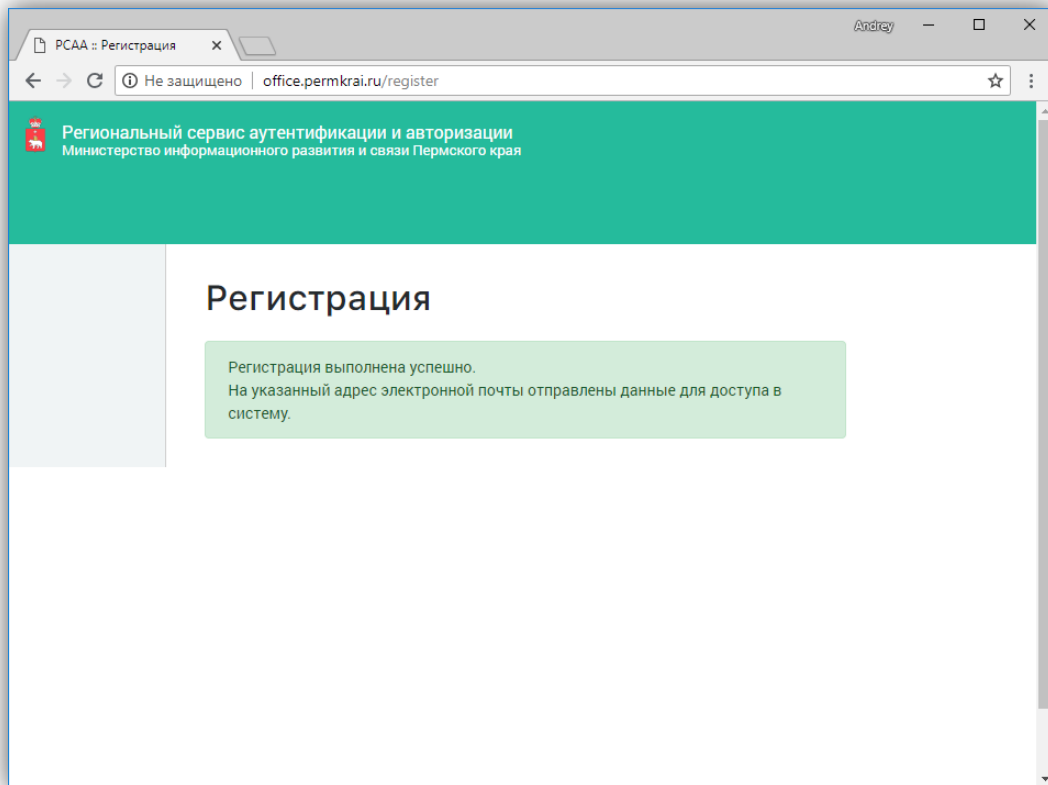 Andrey
РСАА :: Регистрация
Не защищено | office.permkrai.ru/register
Региональный сервис аутентификации и авторизации
Министерство информационного развития и связи Пермского края
Регистрация
Регистрация выполнена успешно.
На указанный адрес электронной почты отправлены данные для доступа в
систему.